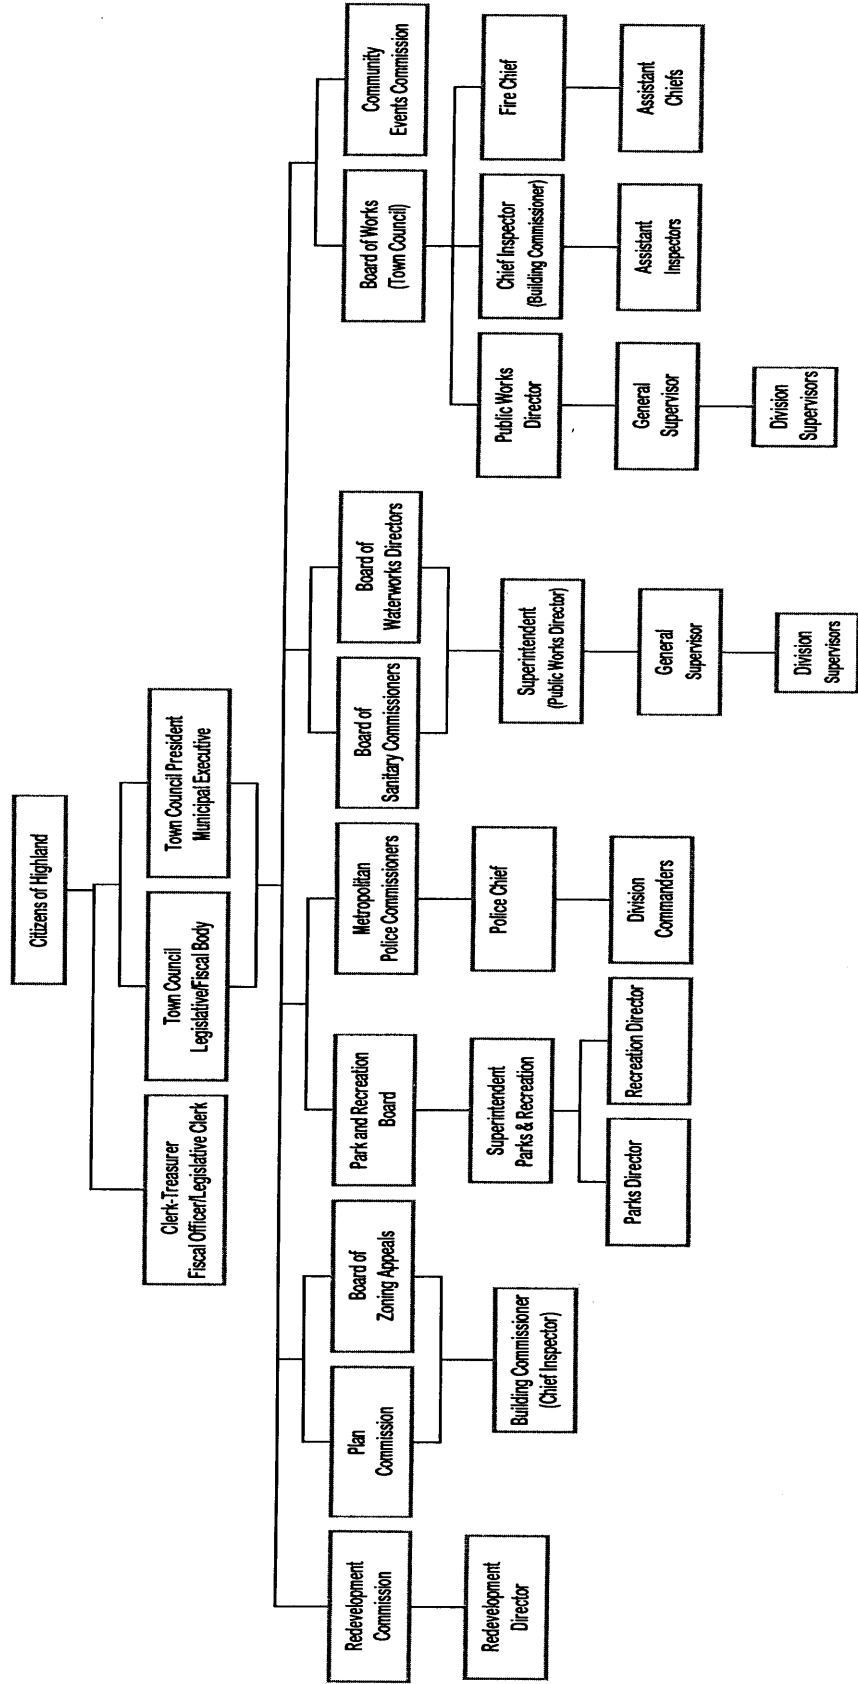 Citizens of Highland
Clerk-Treasurer
Fiscal Officer/Legislative Clerk
Town Council
Legislative/Fiscal Body
Town Council President
Municipal Executive
Redevelopment
Commission
Plan
Commission
Board of
Zoning Appeals
Park and Recreation
Board
Metropolitan
Police Commissioners
Board of
Sanitary Commissioners
Board of
Waterworks Directors
Board of Works
(Town Council)
Community
Events Commission
Redevelopment
Director
Building Commissioner
(Chief Inspector)
Superintendent
Parks & Recreation
Police Chief
Superintendent
(Public Works Director)
Public Works
Director
Chief Inspector
(Building Commissioner)
Fire Chief
Parks Director
Recreation Director
Division
Commanders
General
Supervisor
General
Supervisor
Assistant
Inspectors
Assistant
Chiefs
Division
Supervisors
Division
Supervisors